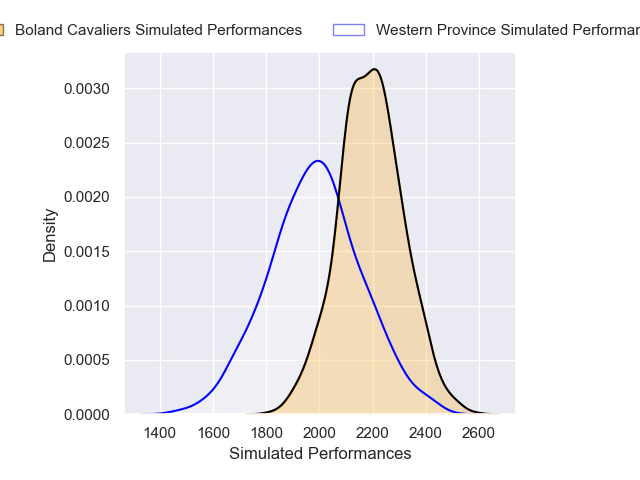 Boland Cavaliers Simulated Performances
Western Province Simulated
0.0030
0.0025
0.0020
0.0015
0.0010
0.0005
0.0000
Density
1400 1600 1800 2000 2200 2400 2600
Simulated Performances